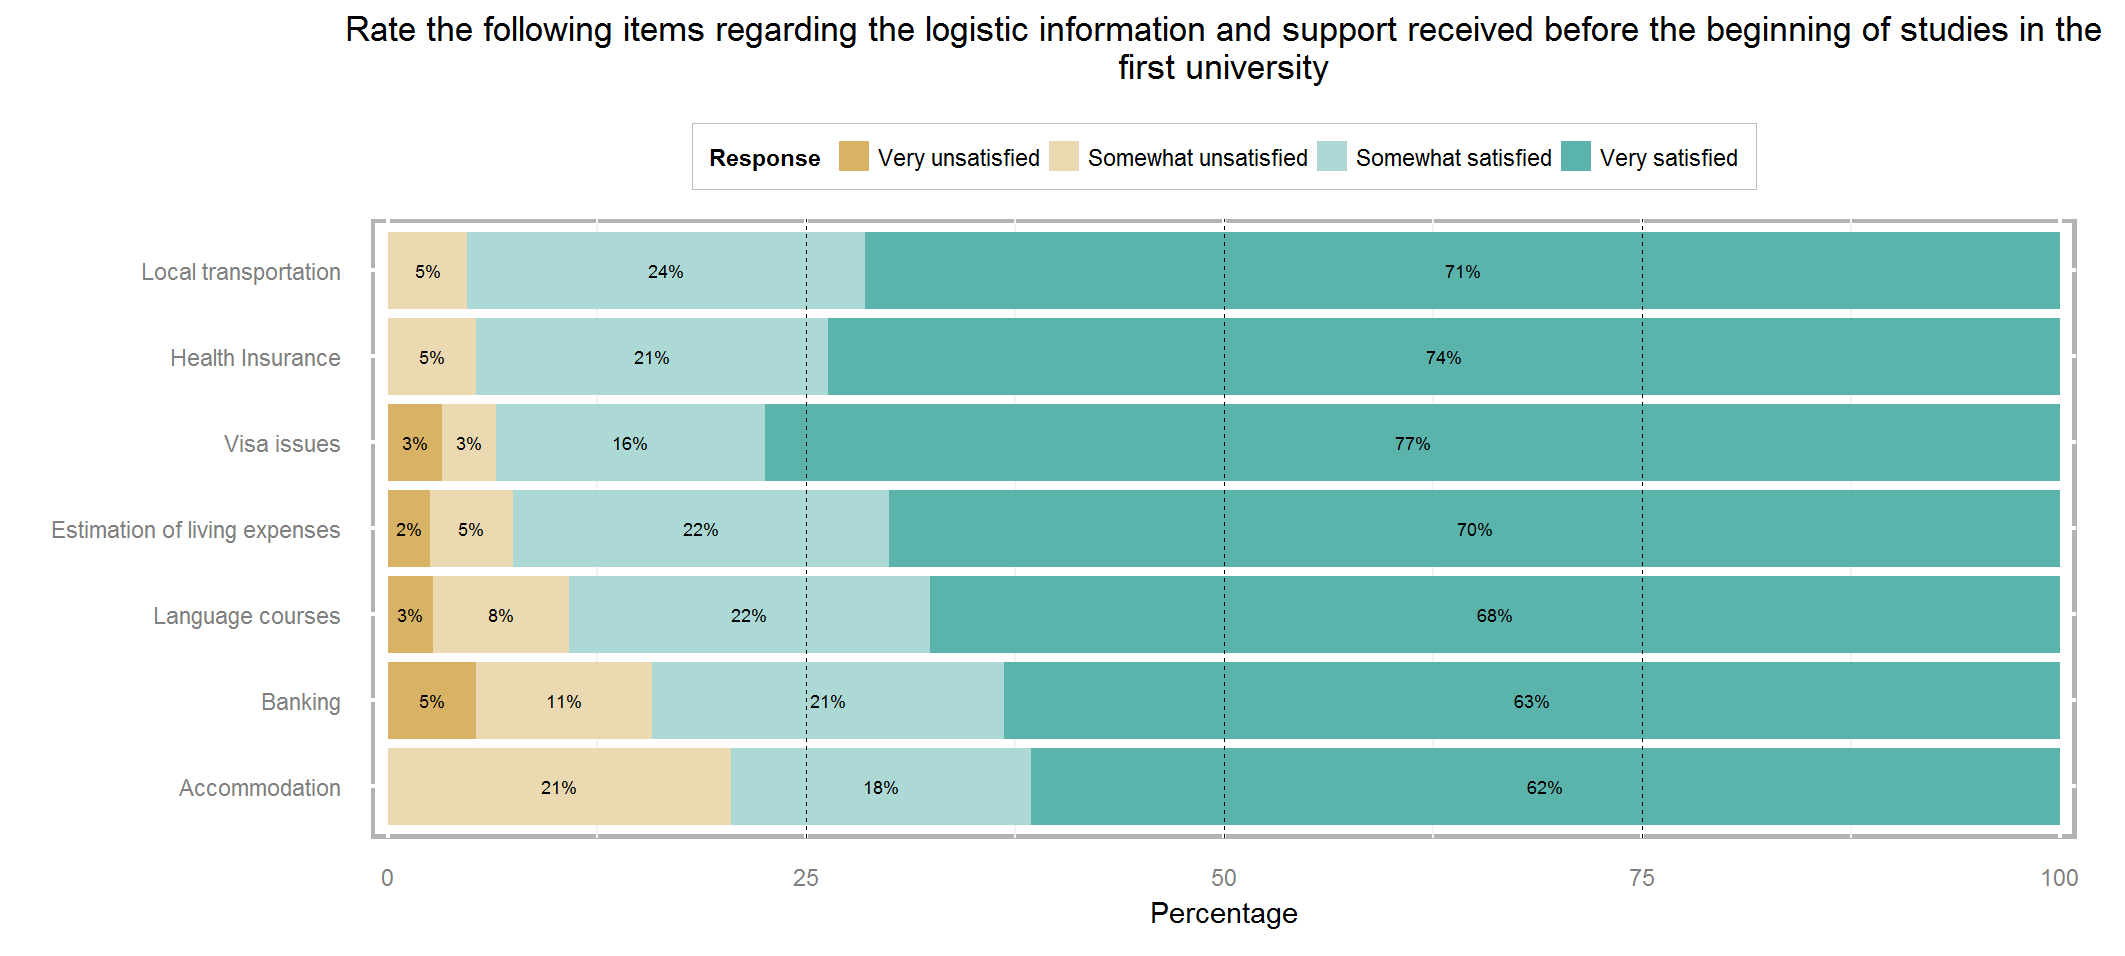 Rate the following items regarding the logistic information and support received before the beginning of studies in the
first university
Response Very unsatisfied Somewhat unsatisfied Somewhat satisfied Very satisfied
Local transportation 5% 24% 71%
Health Insurance 5% 21% 74%
Visa issues 3% 3% 16% 77%
Estimation of living expenses 2% 5% 22% 70%
Language courses 3% 8% 22% 68%
Banking 5% 11% 21% 63%
Accommodation 21% 18% 62%
0 25 50 75 100
Percentage